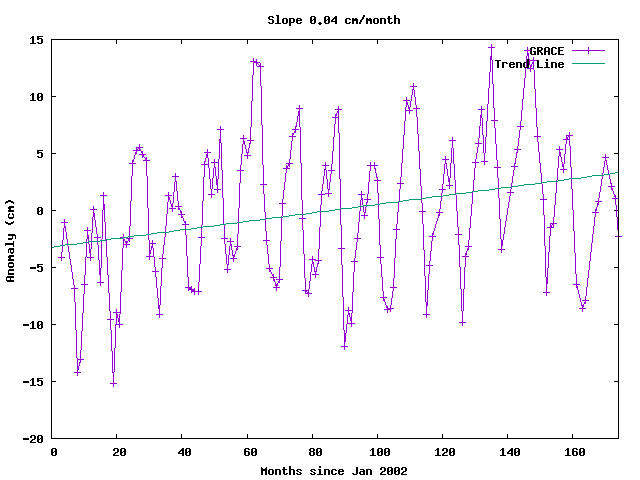 Slope 0.04 cm/month
GRACE
Trend Line
15
10
5
0
-5
-10
-15
-20
Anomaly (cm)
0 20 40 60 80 100 120 140 160
Months since Jan 2002